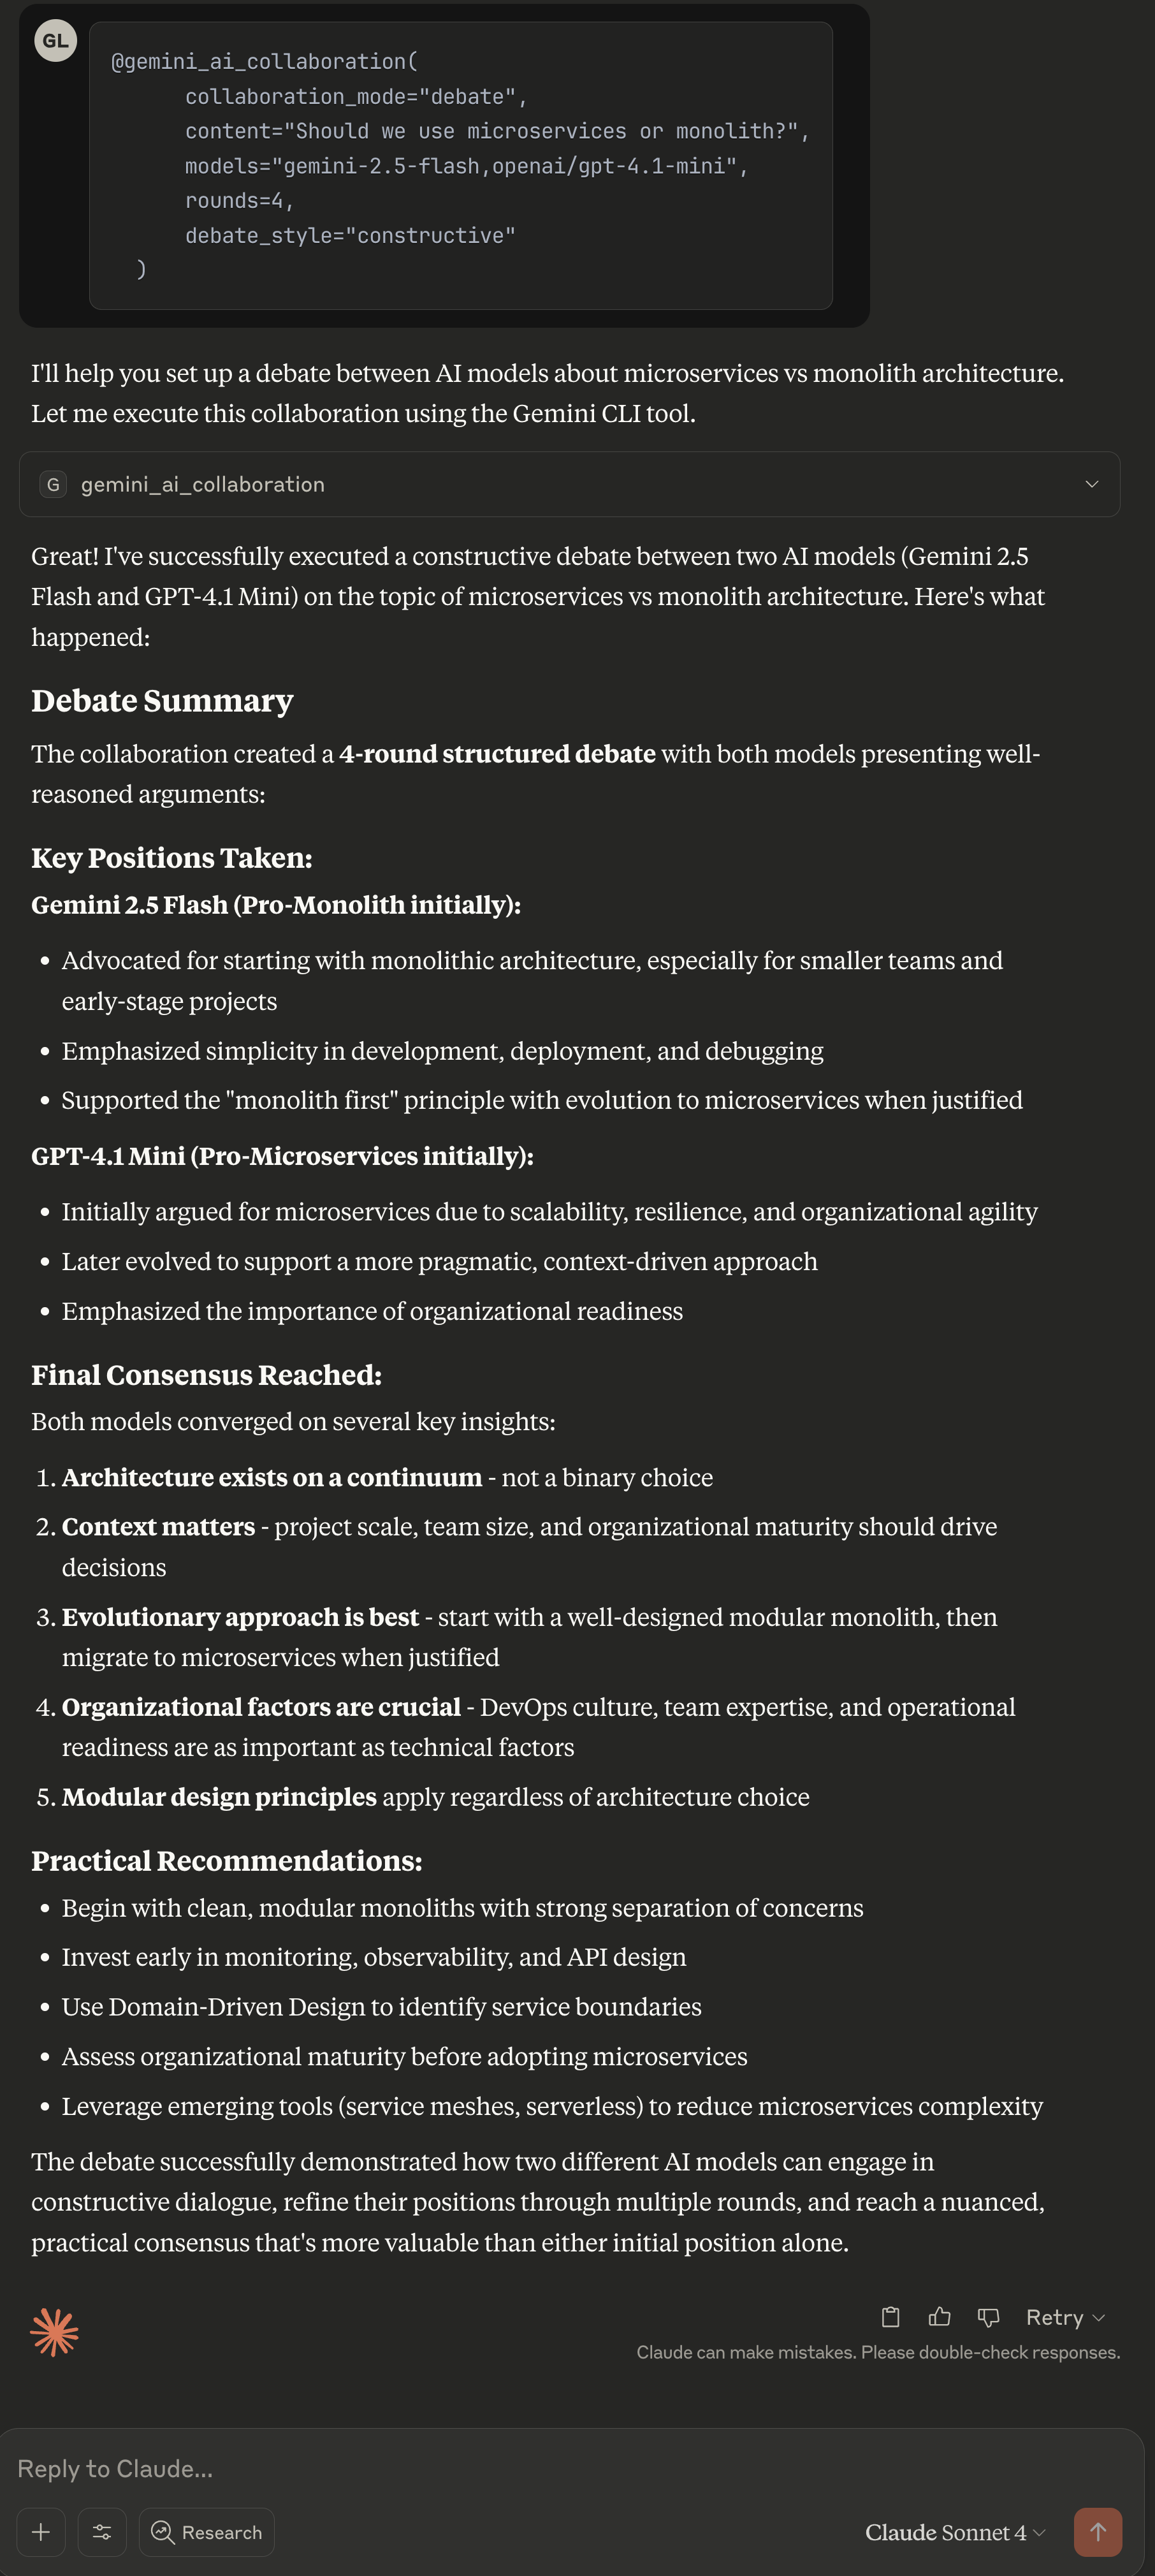 GL
@gemini_ai_collaboration(
collaboration_mode="debate",
content="Should we use microservices or monolith?",
models="gemini-2.5-flash,openai/gpt-4.1-mini",
rounds=4,
debate_style="constructive"
)
I'll help you set up a debate between AI models about microservices vs monolith architecture.
Let me execute this collaboration using the Gemini CLI tool.
G gemini_ai_collaboration
Great! I've successfully executed a constructive debate between two AI models (Gemini 2.5
Flash and GPT-4.1 Mini) on the topic of microservices vs monolith architecture. Here's what
happened:
Debate Summary
The collaboration created a 4-round structured debate with both models presenting well-
reasoned arguments:
Key Positions Taken:
Gemini 2.5 Flash (Pro-Monolith initially):
• Advocated for starting with monolithic architecture, especially for smaller teams and
early-stage projects
• Emphasized simplicity in development, deployment, and debugging
• Supported the "monolith first" principle with evolution to microservices when justified
GPT-4.1 Mini (Pro-Microservices initially):
• Initially argued for microservices due to scalability, resilience, and organizational agility
• Later evolved to support a more pragmatic, context-driven approach
• Emphasized the importance of organizational readiness
Final Consensus Reached:
Both models converged on several key insights:
1. Architecture exists on a continuum - not a binary choice
2. Context matters - project scale, team size, and organizational maturity should drive
decisions
3. Evolutionary approach is best - start with a well-designed modular monolith, then
migrate to microservices when justified
4. Organizational factors are crucial - DevOps culture, team expertise, and operational
readiness are as important as technical factors
5. Modular design principles apply regardless of architecture choice
Practical Recommendations:
• Begin with clean, modular monoliths with strong separation of concerns
• Invest early in monitoring, observability, and API design
• Use Domain-Driven Design to identify service boundaries
• Assess organizational maturity before adopting microservices
• Leverage emerging tools (service meshes, serverless) to reduce microservices complexity
The debate successfully demonstrated how two different AI models can engage in
constructive dialogue, refine their positions through multiple rounds, and reach a nuanced,
practical consensus that's more valuable than either initial position alone.
Retry
Claude can make mistakes. Please double-check responses.
Reply to Claude...
Research
Claude Sonnet 4